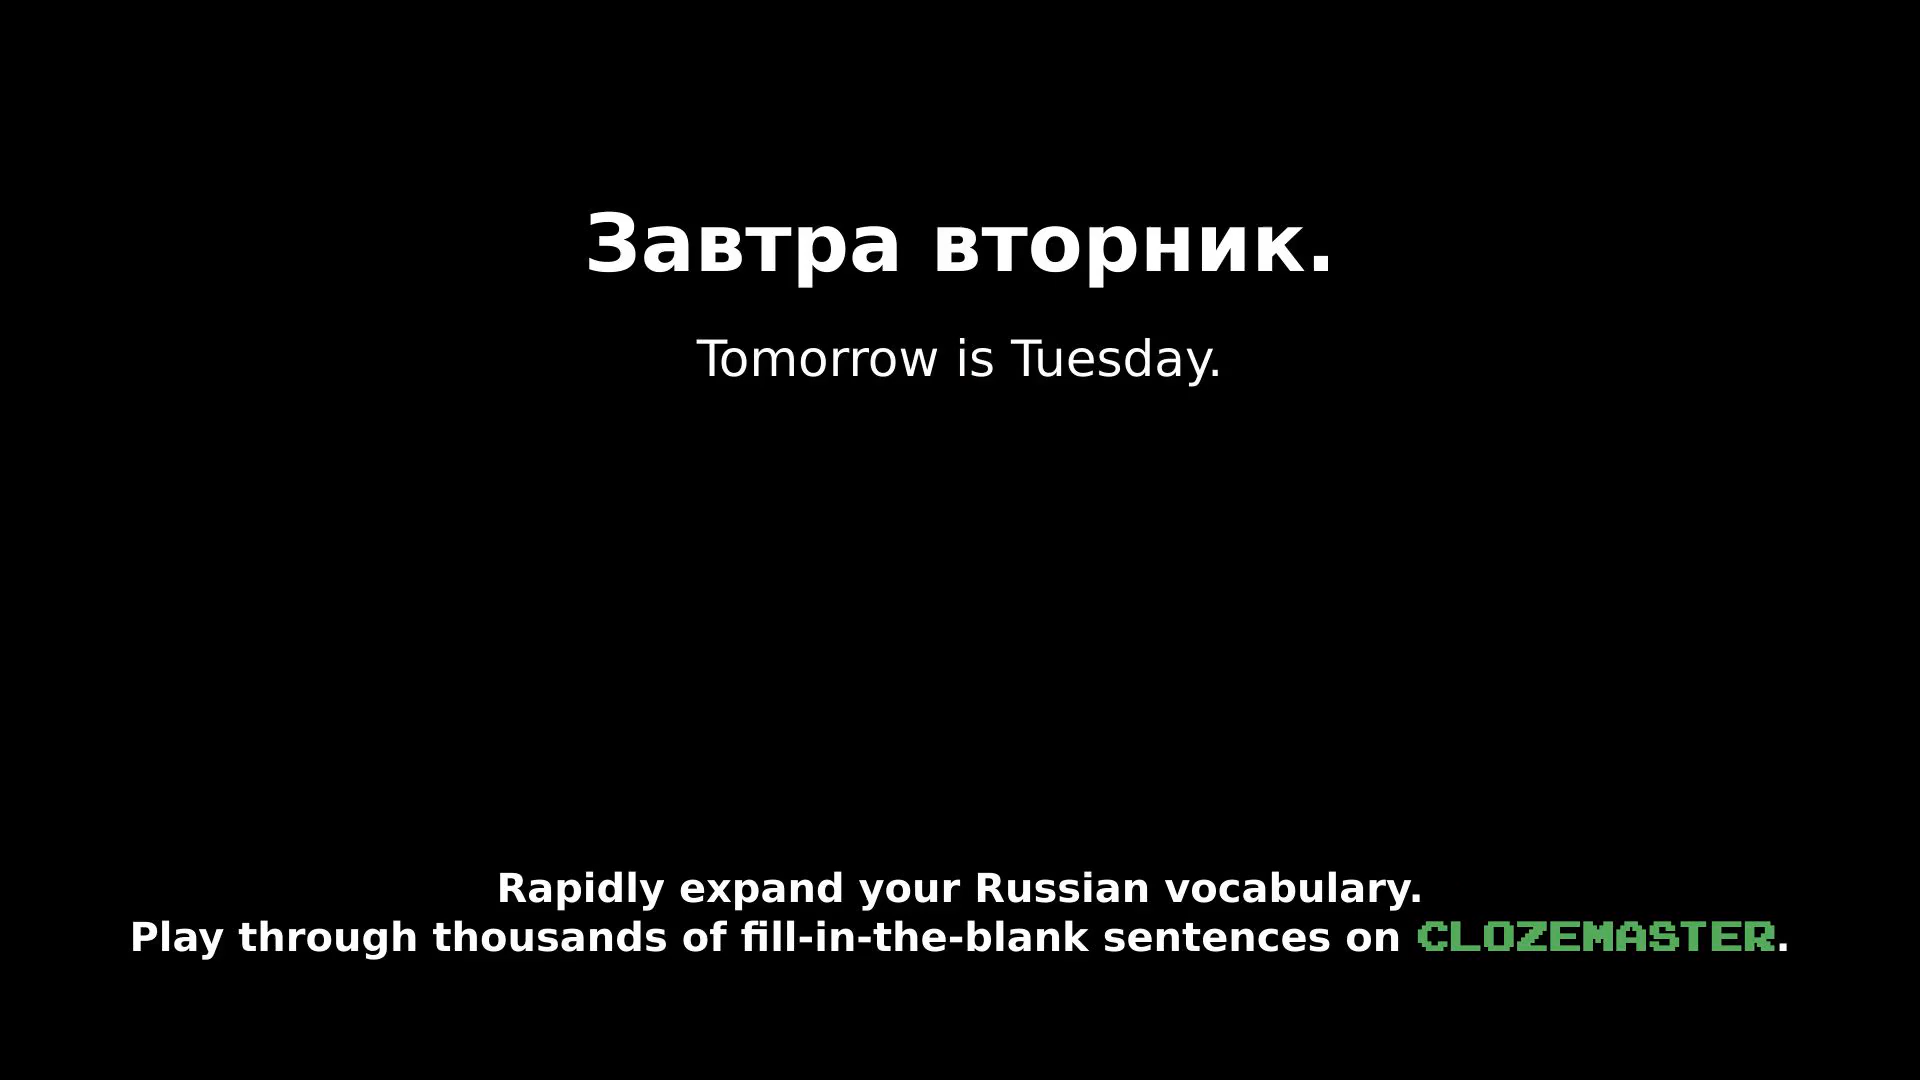 Завтра вторник.
Tomorrow is Tuesday.
Rapidly expand your Russian vocabulary.
Play through thousands of fill-in-the-blank sentences on CLOZEMASTER.